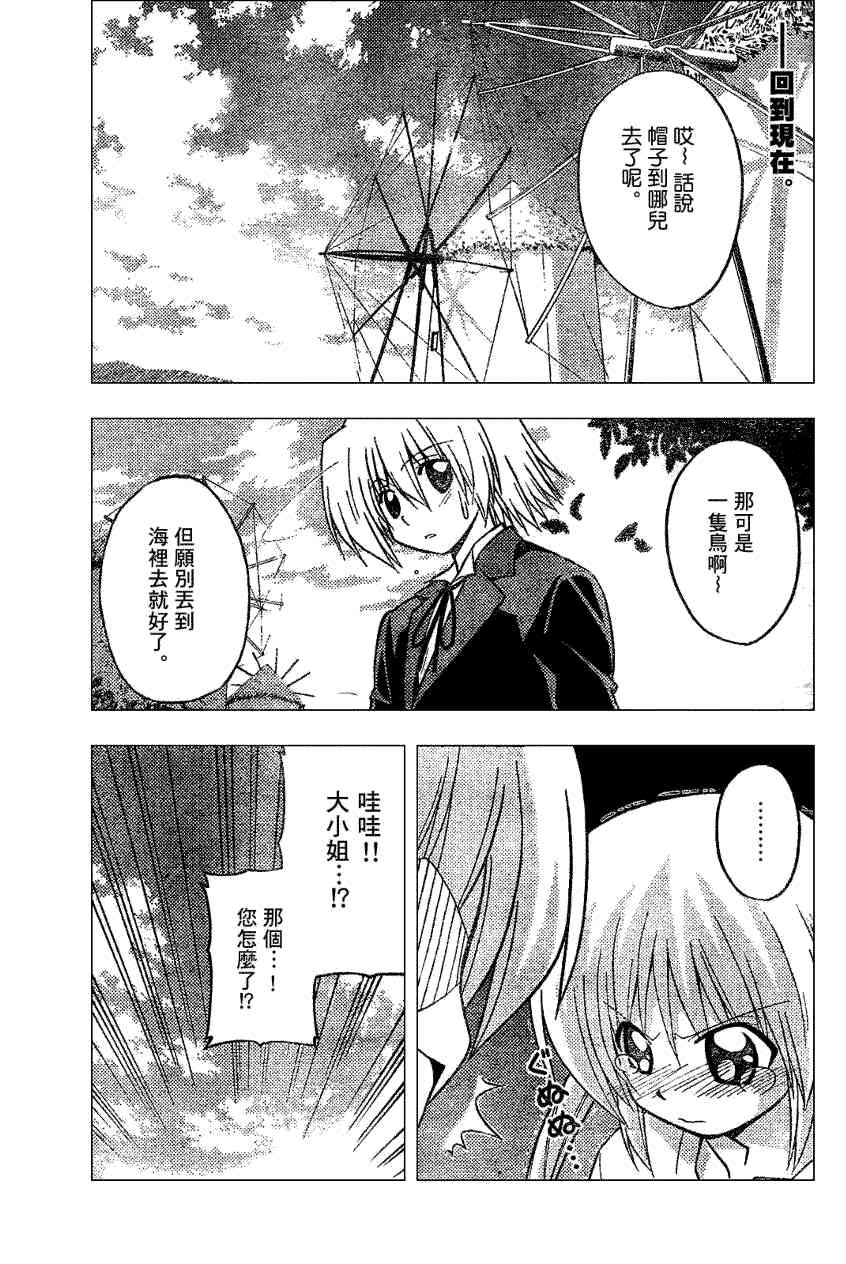 ——回到現在。
哎～話說
帽子到哪兒
去了呢。
那可是
一隻鳥啊～
但願別丟到
海裡去就好了。
………
ぐぬぬ…
哇哇!!
大小姐…!?
那個…！
您怎麼了!?